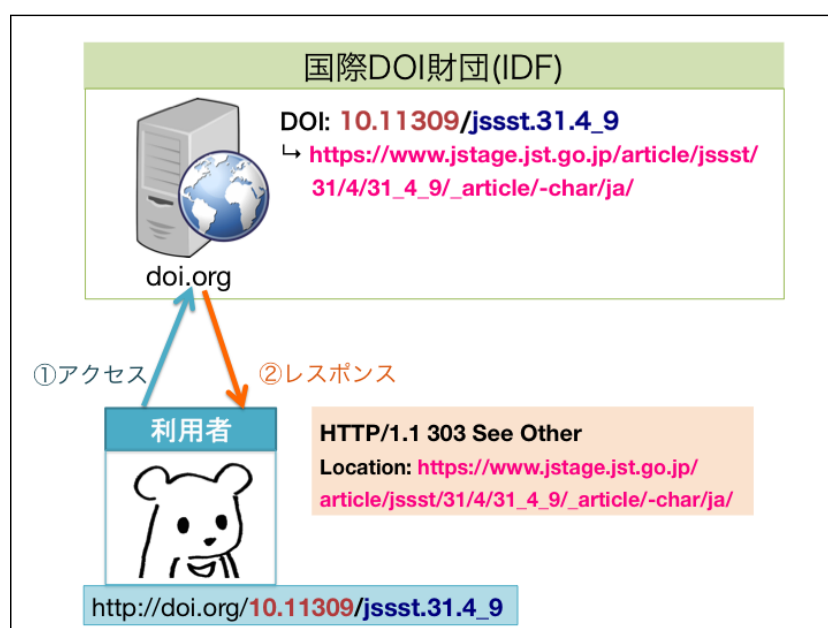 国際DOI財団(IDF)
DOI: 10.11309/jssst.31.4_9
↳ https://www.jstage.jst.go.jp/article/jssst/
31/4/31_4_9/_article/-char/ja/
doi.org
①アクセス
②レスポンス
利用者
HTTP/1.1 303 See Other
Location: https://www.jstage.jst.go.jp/
article/jssst/31/4/31_4_9/_article/-char/ja/
http://doi.org/10.11309/jssst.31.4_9